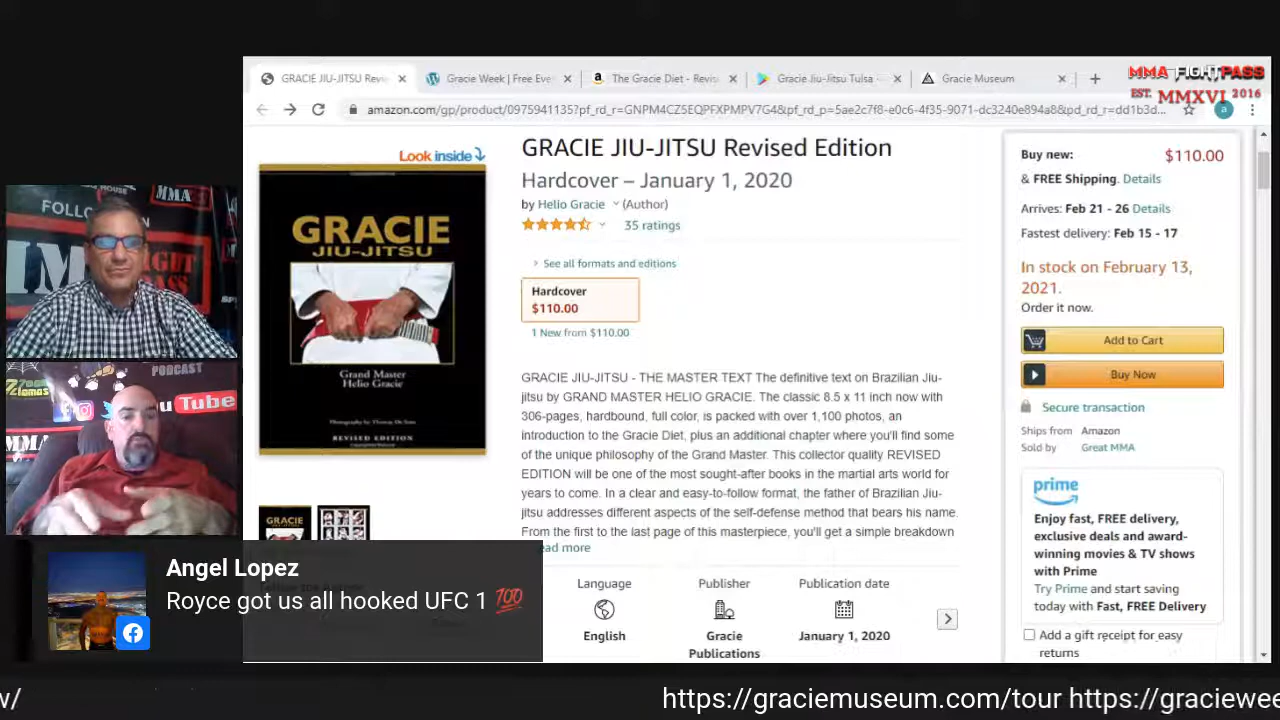 GRACIE JIU-JITSU Revis
Gracie Week | Free Eve
The Gracie Diet - Revis
Gracie Jiu-Jitsu Tulsa
Gracie Museum
MMA-FIGHTPASS
EST. MMXVI 2016
amazon.com/gp/product/0975941135?pf_rd_r=GNPM4CZ5EQPFXPMPV7G4&pf_rd_p=5ae2c7f8-e0c6-4f35-9071-dc3240e894a8&pd_rd_r=dd1b3d...
a
Look inside
GRACIE
JIU-JITSU
Grand Master
Helio Gracie
REVISED EDITION
GRACIE
GRACIE JIU-JITSU Revised Edition
Hardcover – January 1, 2020
by Helio Gracie (Author)
35 ratings
See all formats and editions
Hardcover
$110.00
1 New from $110.00
GRACIE JIU-JITSU - THE MASTER TEXT The definitive text on Brazilian Jiu-
jitsu by GRAND MASTER HELIO GRACIE. The classic 8.5 x 11 inch now with
306-pages, hardbound, full color, is packed with over 1,100 photos, an
introduction to the Gracie Diet, plus an additional chapter where you'll find some
of the unique philosophy of the Grand Master. This collector quality REVISED
EDITION will be one of the most sought-after books in the martial arts world for
years to come. In a clear and easy-to-follow format, the father of Brazilian Jiu-
jitsu addresses different aspects of the self-defense method that bears his name.
From the first to the last page of this masterpiece, you'll get a simple breakdown
ead more
Language
English
Publisher
Gracie
Publications
Publication date
January 1, 2020
Buy new: $110.00
& FREE Shipping. Details
Arrives: Feb 21 - 26 Details
Fastest delivery: Feb 15 - 17
In stock on February 13,
2021.
Order it now.
Add to Cart
Buy Now
Secure transaction
Ships from Amazon
Sold by Great MMA
prime
Enjoy fast, FREE delivery,
exclusive deals and award-
winning movies & TV shows
with Prime
Try Prime and start saving
today with Fast, FREE Delivery
Add a gift receipt for easy
returns
MMA
FOLLO
PODCAST
Tube
Angel Lopez
Royce got us all hooked UFC 1 💯
w/
https://graciemuseum.com/tour https://graciewee